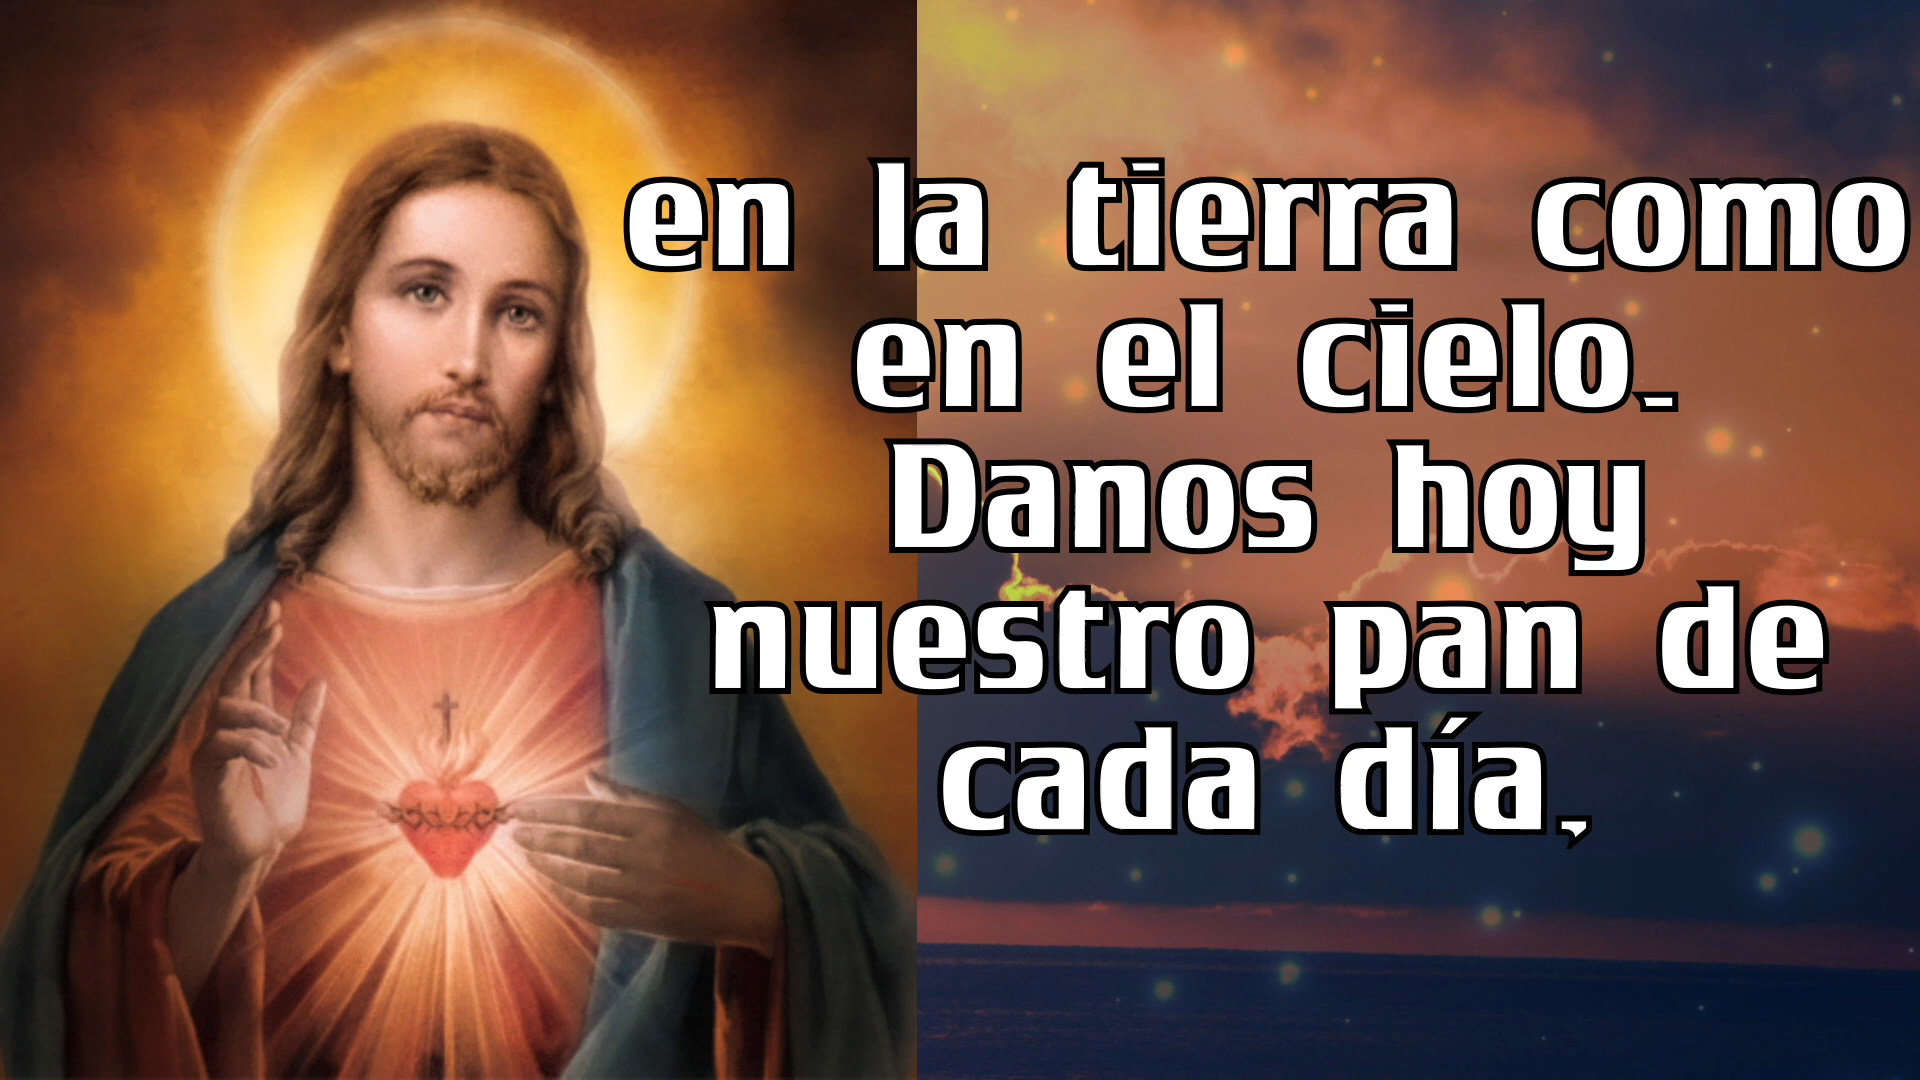 en la tierra como
en el cielo.
Danos hoy
nuestro pan de
cada día,